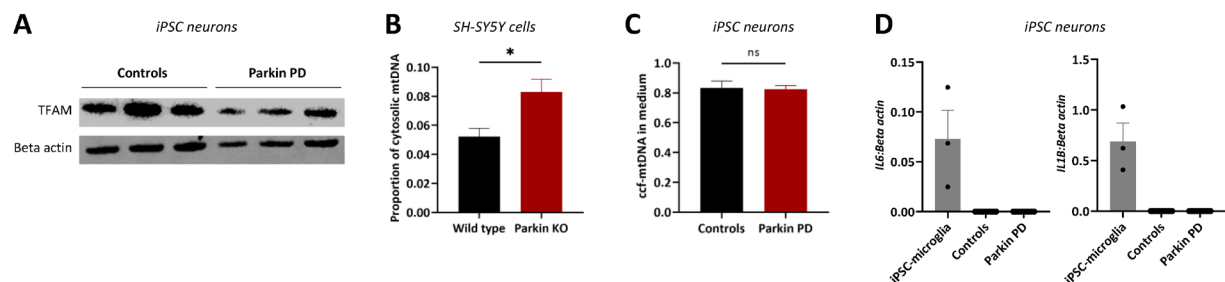 A
iPSC neurons
Controls
Parkin PD
TFAM
Beta actin
B
SH-SY5Y cells
Proportion of cytosolic mtDNA
0.10
0.08
0.06
0.04
0.02
0.00
*
Wild type
Parkin KO
C
iPSC neurons
ccf-mtDNA in medium
1.0
0.8
0.6
0.4
0.2
0.0
ns
Controls
Parkin PD
D
iPSC neurons
IL6:Beta actin
0.15
0.10
0.05
0.00
iPSC-microglia
Controls
Parkin PD
IL1B:Beta actin
1.5
1.0
0.5
0.0
iPSC-microglia
Controls
Parkin PD